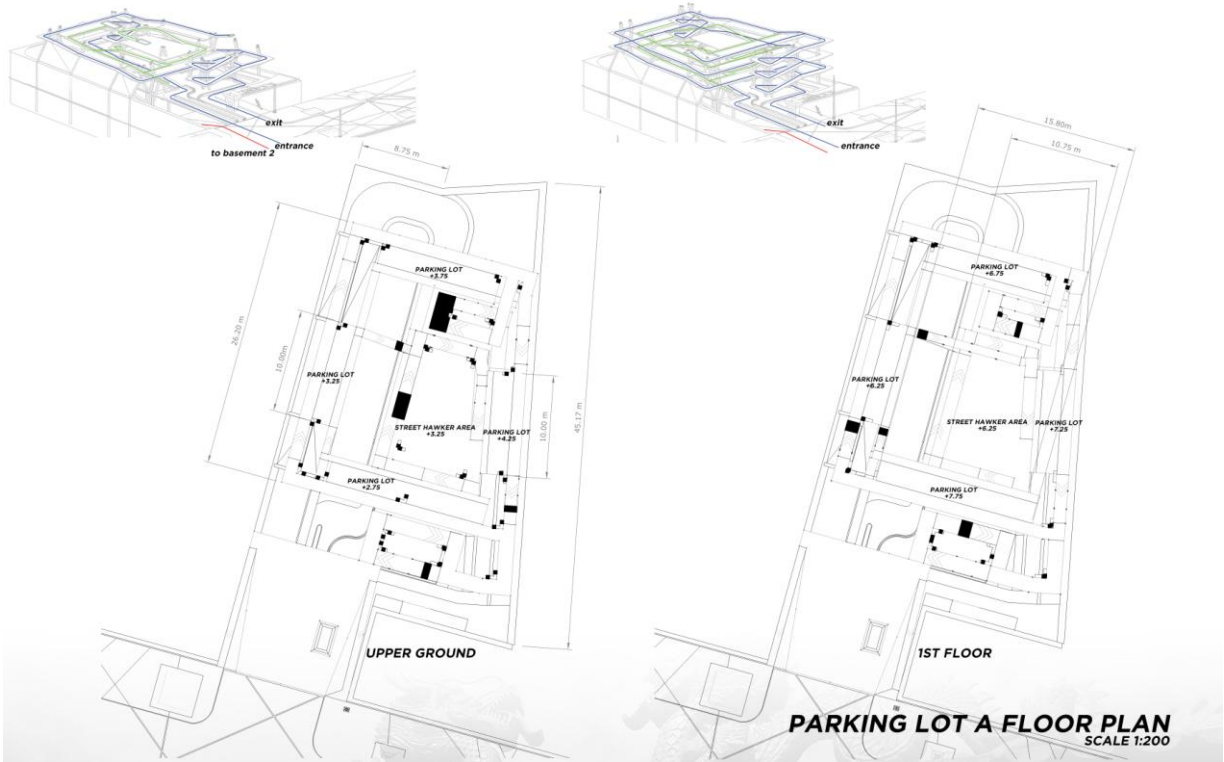 exit
entrance
to basement 2
exit
entrance
8.75 m
26.20 m
10.00m
PARKING LOT
+3.75
PARKING LOT
+3.25
STREET HAWKER AREA
+3.25
PARKING LOT
+4.25
10.00 m
45.17 m
PARKING LOT
+2.75
UPPER GROUND
15.80m
10.75 m
PARKING LOT
+6.75
PARKING LOT
+6.25
STREET HAWKER AREA
+6.25
PARKING LOT
+7.25
PARKING LOT
+7.75
1ST FLOOR
PARKING LOT A FLOOR PLAN
SCALE 1:200